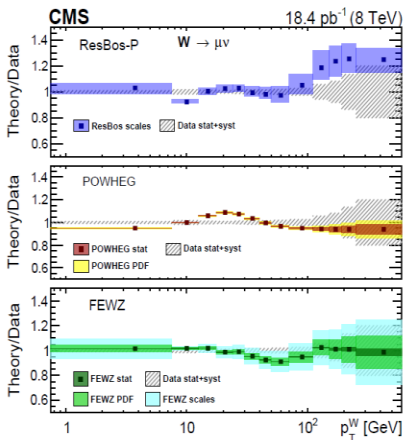 CMS 18.4 pb⁻¹ (8 TeV)
ResBos-P W → μν
Theory/Data
1.4
1.2
1.0
0.8
0.6
ResBos scales Data stat+syst
POWHEG
Theory/Data
1.4
1.2
1.0
0.8
0.6
POWHEG stat Data stat+syst
POWHEG PDF
FEWZ
Theory/Data
1.4
1.2
1.0
0.8
0.6
FEWZ stat Data stat+syst
FEWZ PDF FEWZ scales
1 10 10² p_T^W [GeV]